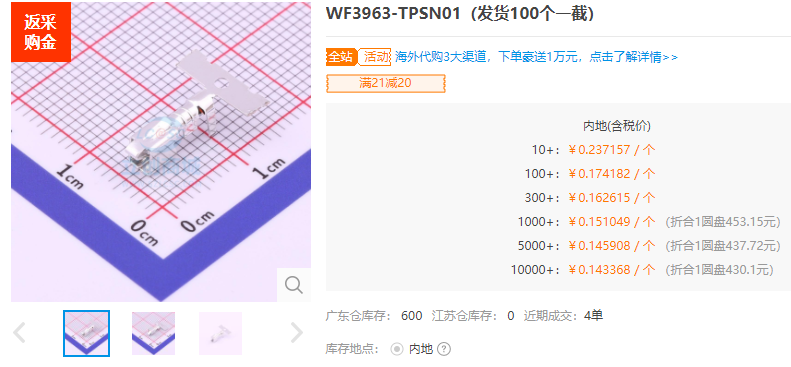 返采
购金
1cm
0cm
0cm
1cm
WF3963-TPSN01（发货100个一截）
全站 活动 海外代购3大渠道，下单豪送1万元，点击了解详情>>
满21减20
内地(含税价)
10+： ￥0.237157 / 个
100+： ￥0.174182 / 个
300+： ￥0.162615 / 个
1000+： ￥0.151049 / 个 （折合1圆盘453.15元）
5000+： ￥0.145908 / 个 （折合1圆盘437.72元）
10000+： ￥0.143368 / 个 （折合1圆盘430.1元）
广东仓库存： 600 江苏仓库存： 0 近期成交： 4单
库存地点： 内地 ?